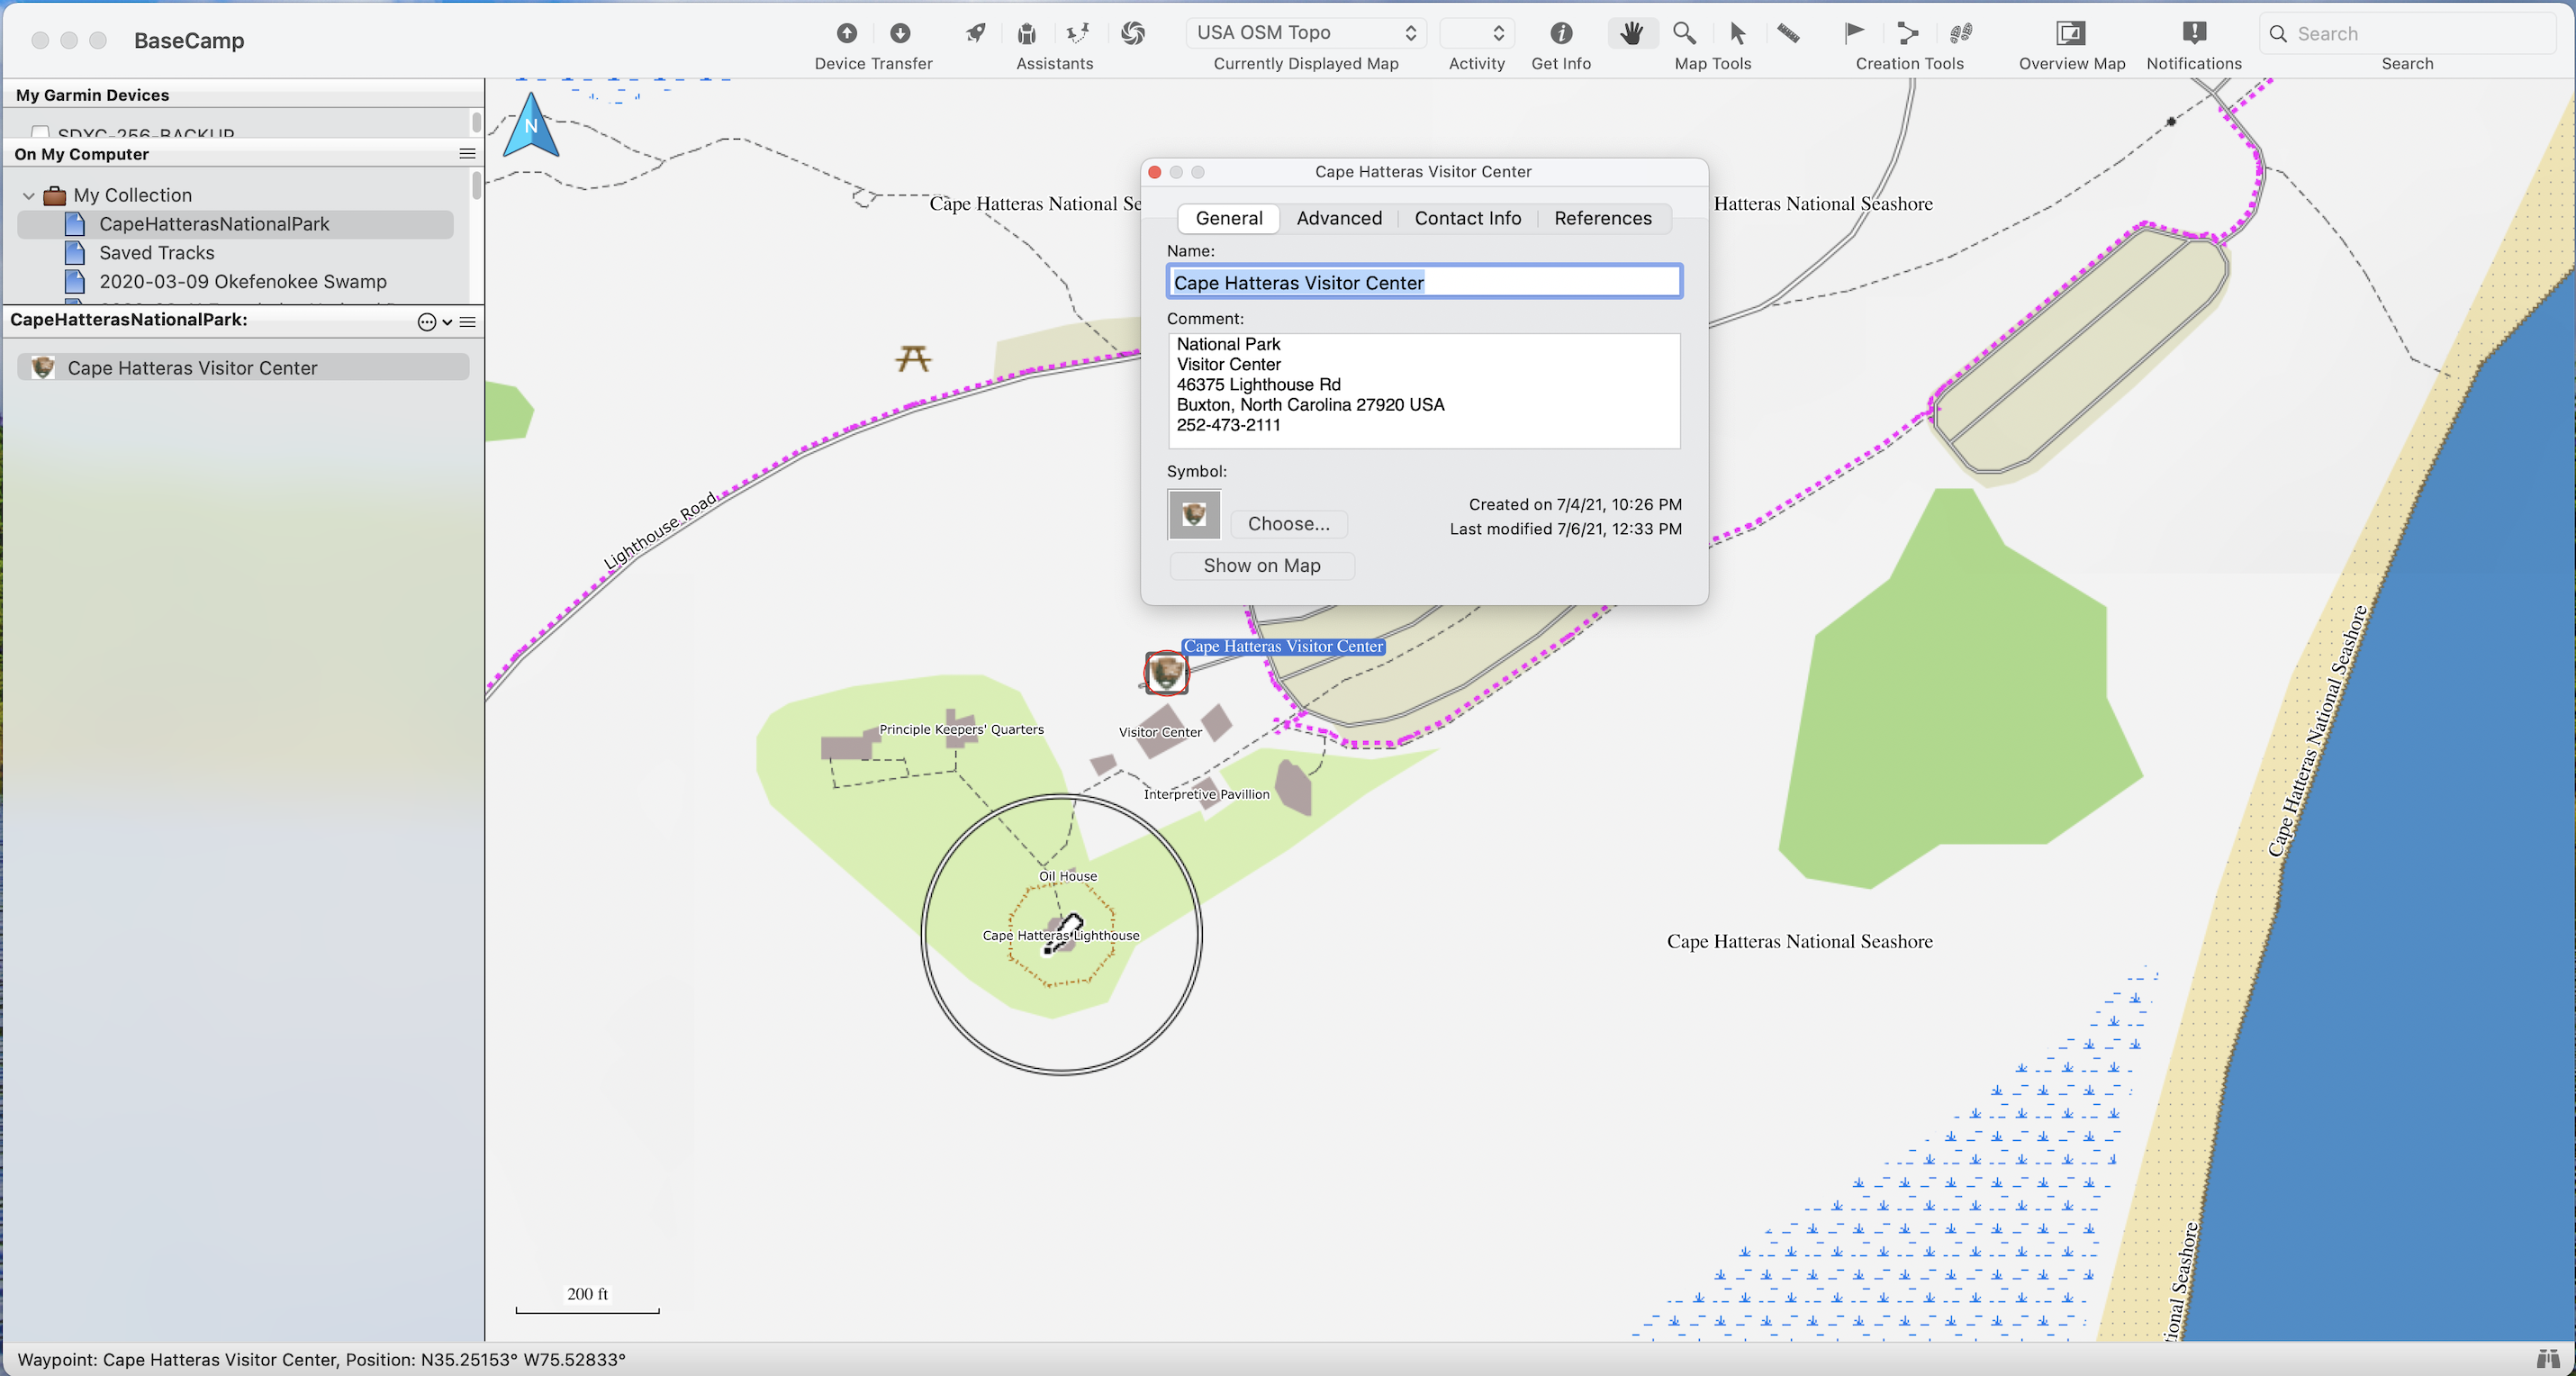 BaseCamp
Device Transfer
Assistants
USA OSM Topo
Currently Displayed Map
Activity
Get Info
Map Tools
Creation Tools
Overview Map
Notifications
Search
Search
My Garmin Devices
SDXC-256-BACKUP
On My Computer
My Collection
CapeHatterasNationalPark
Saved Tracks
2020-03-09 Okefenokee Swamp
CapeHatterasNationalPark:
Cape Hatteras Visitor Center
N
Cape Hatteras National Se
Hatteras National Seashore
Cape Hatteras Visitor Center
General
Advanced
Contact Info
References
Name:
Cape Hatteras Visitor Center
Comment:
National Park
Visitor Center
46375 Lighthouse Rd
Buxton, North Carolina 27920 USA
252-473-2111
Symbol:
Choose...
Created on 7/4/21, 10:26 PM
Last modified 7/6/21, 12:33 PM
Show on Map
Lighthouse Road
Cape Hatteras Visitor Center
Principle Keepers' Quarters
Visitor Center
Interpretive Pavillion
Oil House
Cape Hatteras Lighthouse
Cape Hatteras National Seashore
Cape Hatteras National Seashore
tional Seashore
200 ft
Waypoint: Cape Hatteras Visitor Center, Position: N35.25153° W75.52833°